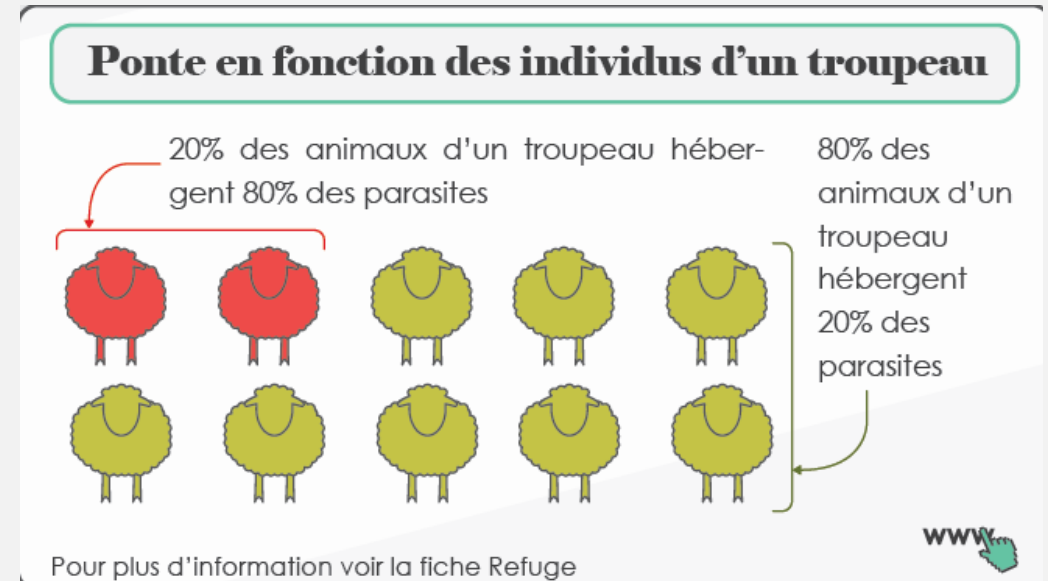 Ponte en fonction des individus d’un troupeau
20% des animaux d’un troupeau héber-
gent 80% des parasites
80% des
animaux d’un
troupeau
hébergent
20% des
parasites
www
Pour plus d’information voir la fiche Refuge